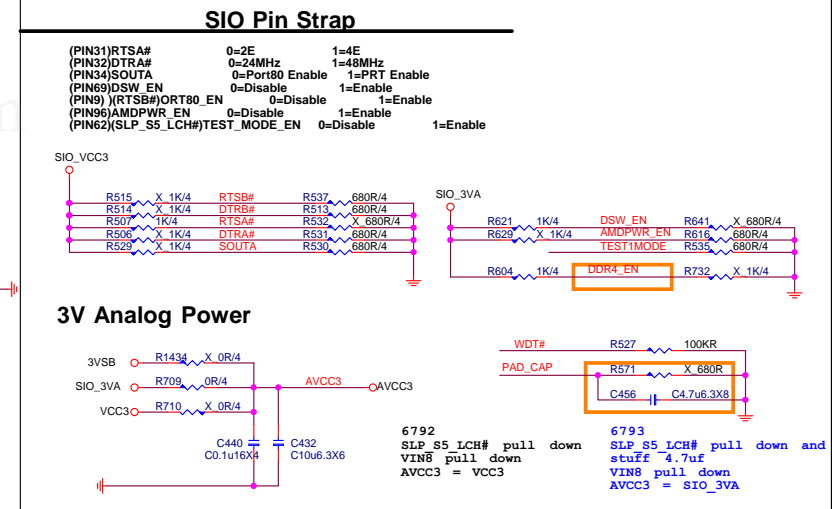 SIO Pin Strap
(PIN31)RTSA# 0=2E 1=4E
(PIN32)DTRA# 0=24MHz 1=48MHz
(PIN34)SOUTA 0=Port80 Enable 1=PRT Enable
(PIN69)DSW_EN 0=Disable 1=Enable
(PIN9) )(RTSB#)ORT80_EN 0=Disable 1=Enable
(PIN96)AMDPWR_EN 0=Disable 1=Enable
(PIN62)(SLP_S5_LCH#)TEST_MODE_EN 0=Disable 1=Enable
SIO_VCC3
R515 X_1K/4 RTSB# R537 680R/4
R514 X_1K/4 DTRB# R513 680R/4
R507 1K/4 RTSA# R532 X_680R/4
R506 X_1K/4 DTRA# R531 680R/4
R529 X_1K/4 SOUTA R530 680R/4
SIO_3VA
R621 1K/4 DSW_EN R641 X_680R/4
R629 X_1K/4 AMDPWR_EN R616 680R/4
TEST1MODE R535 680R/4
R604 1K/4 DDR4_EN R732 X_1K/4
3V Analog Power
3VSB R1434 X_0R/4
SIO_3VA R709 0R/4 AVCC3 AVCC3
VCC3 R710 X_0R/4
C440 C0.1u16X4
C432 C10u6.3X6
WDT# R527 100KR
PAD_CAP R571 X_680R
C456 C4.7u6.3X8
6792
SLP_S5_LCH# pull down
VIN8 pull down
AVCC3 = VCC3
6793
SLP_S5_LCH# pull down and
stuff 4.7uf
VIN8 pull down
AVCC3 = SIO_3VA